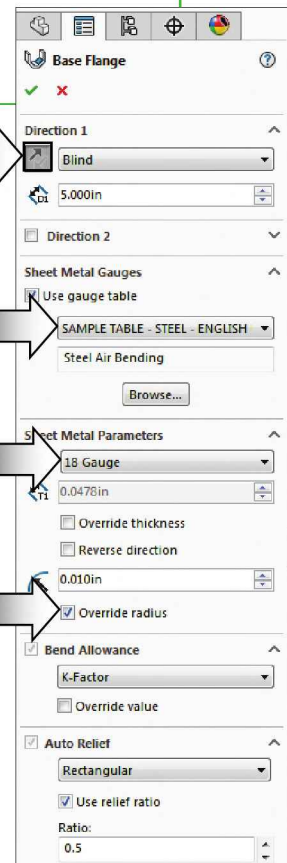 Base Flange
Direction 1
Blind
D1 5.000in
Direction 2
Sheet Metal Gauges
Use gauge table
SAMPLE TABLE - STEEL - ENGLISH
Steel Air Bending
Browse...
Sheet Metal Parameters
18 Gauge
T1 0.0478in
Override thickness
Reverse direction
0.010in
Override radius
Bend Allowance
K-Factor
Override value
Auto Relief
Rectangular
Use relief ratio
Ratio:
0.5